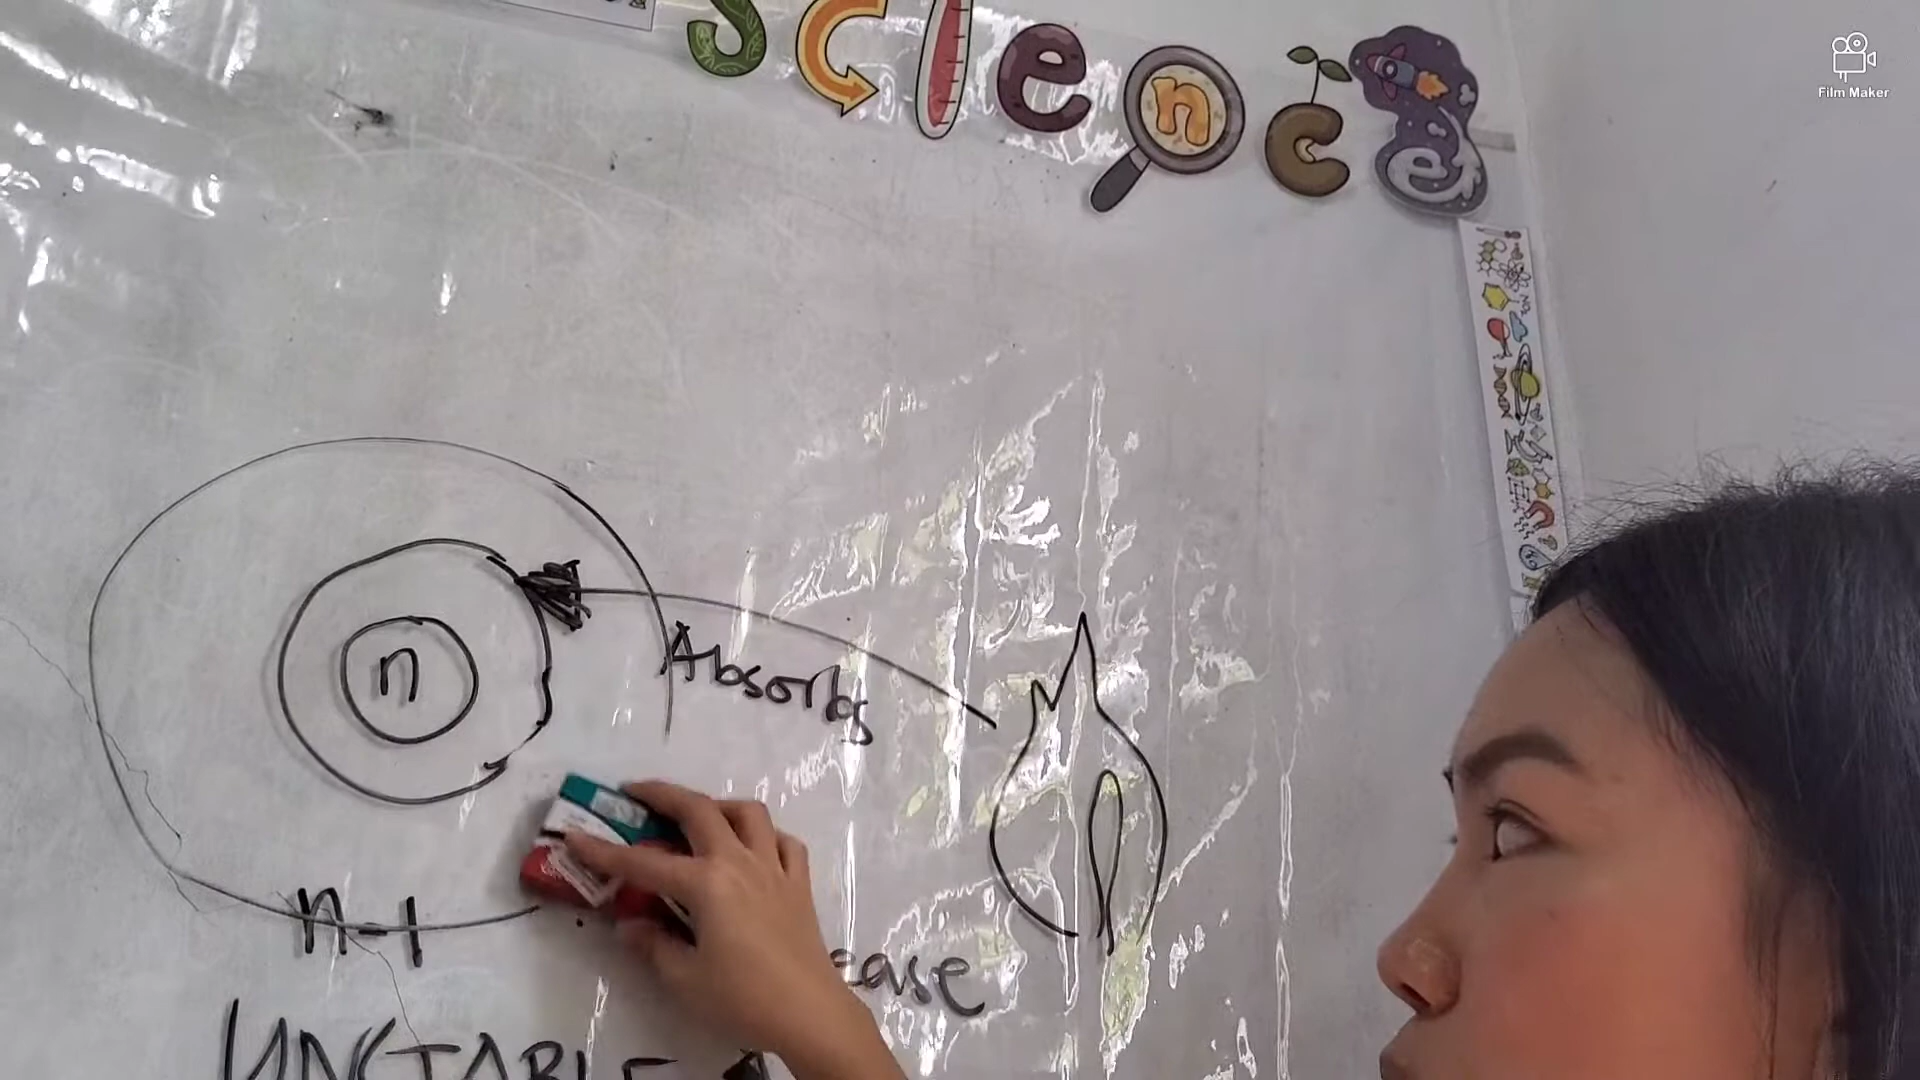 Science
Film Maker
n
Absorbs
n-1
ease
UNSTABLE